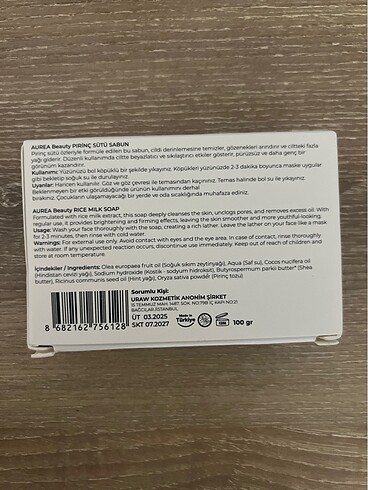 AUREA Beauty PİRİNÇ SÜTÜ SABUN
Pirinç sütü özleriyle formüle edilen bu sabun, cildi derinlemesine temizler, gözenekleri arındırır ve ciltteki fazla
yağı giderir. Düzenli kullanımda ciltte beyazlatıcı ve sıkılaştırıcı etkiler gösterir, pürüzsüz ve daha genç bir
görünüm kazandırır.
Kullanımı: Yüzünüzü bol köpüklü bir şekilde yıkayınız. Köpükleri yüzünüzde 2-3 dakika boyunca maske uygular
gibi bekletip soğuk su ile durulayınız.
Uyarılar: Haricen kullanılır. Göz ve göz çevresi ile temasından kaçınınız. Temas halinde bol su ile yıkayınız.
Beklenmeyen bir etki görüldüğünde ürünün kullanımını derhal
bırakınız. Çocukların ulaşamayacağı bir yerde ve oda sıcaklığında muhafaza ediniz.
AUREA Beauty RICE MILK SOAP
Formulated with rice milk extract, this soap deeply cleanses the skin, unclogs pores, and removes excess oil. With
regular use, it provides brightening and firming effects, leaving the skin smoother and more youthful-looking.
Usage: Wash your face thoroughly with the soap, creating a rich lather. Leave the lather on your face like a mask
for 2-3 minutes, then rinse with cold water.
Warnings: For external use only. Avoid contact with eyes and the eye area. In case of contact, rinse thoroughly
with water. If any unexpected reaction occurs, discontinue use immediately. Keep out of reach of children and
store at room temperature.
İçindekiler / Ingredients: Olea europaea fruit oil (Soğuk sıkım zeytinyağı), Aqua (Saf su), Cocos nucifera oil
(Hindistan cevizi yağı), Sodium hydroxide (Kostik - sodyum hidroksit), Butyrospermum parkii butter* (Shea
butter), Ricinus communis seed oil (Hint yağı), Oryza sativa powder (Pirinç tozu)
Sorumlu Kişi:
URAW KOZMETİK ANONİM ŞİRKET
15 TEMMUZ MAH. 1487. SOK. NO:79B İÇ KAPI NO:21
BAĞCILAR/İSTANBUL
ÜT 03.2025
SKT 07.2027
Made in
Türkiye
12M
100 gr
8 682162 756128